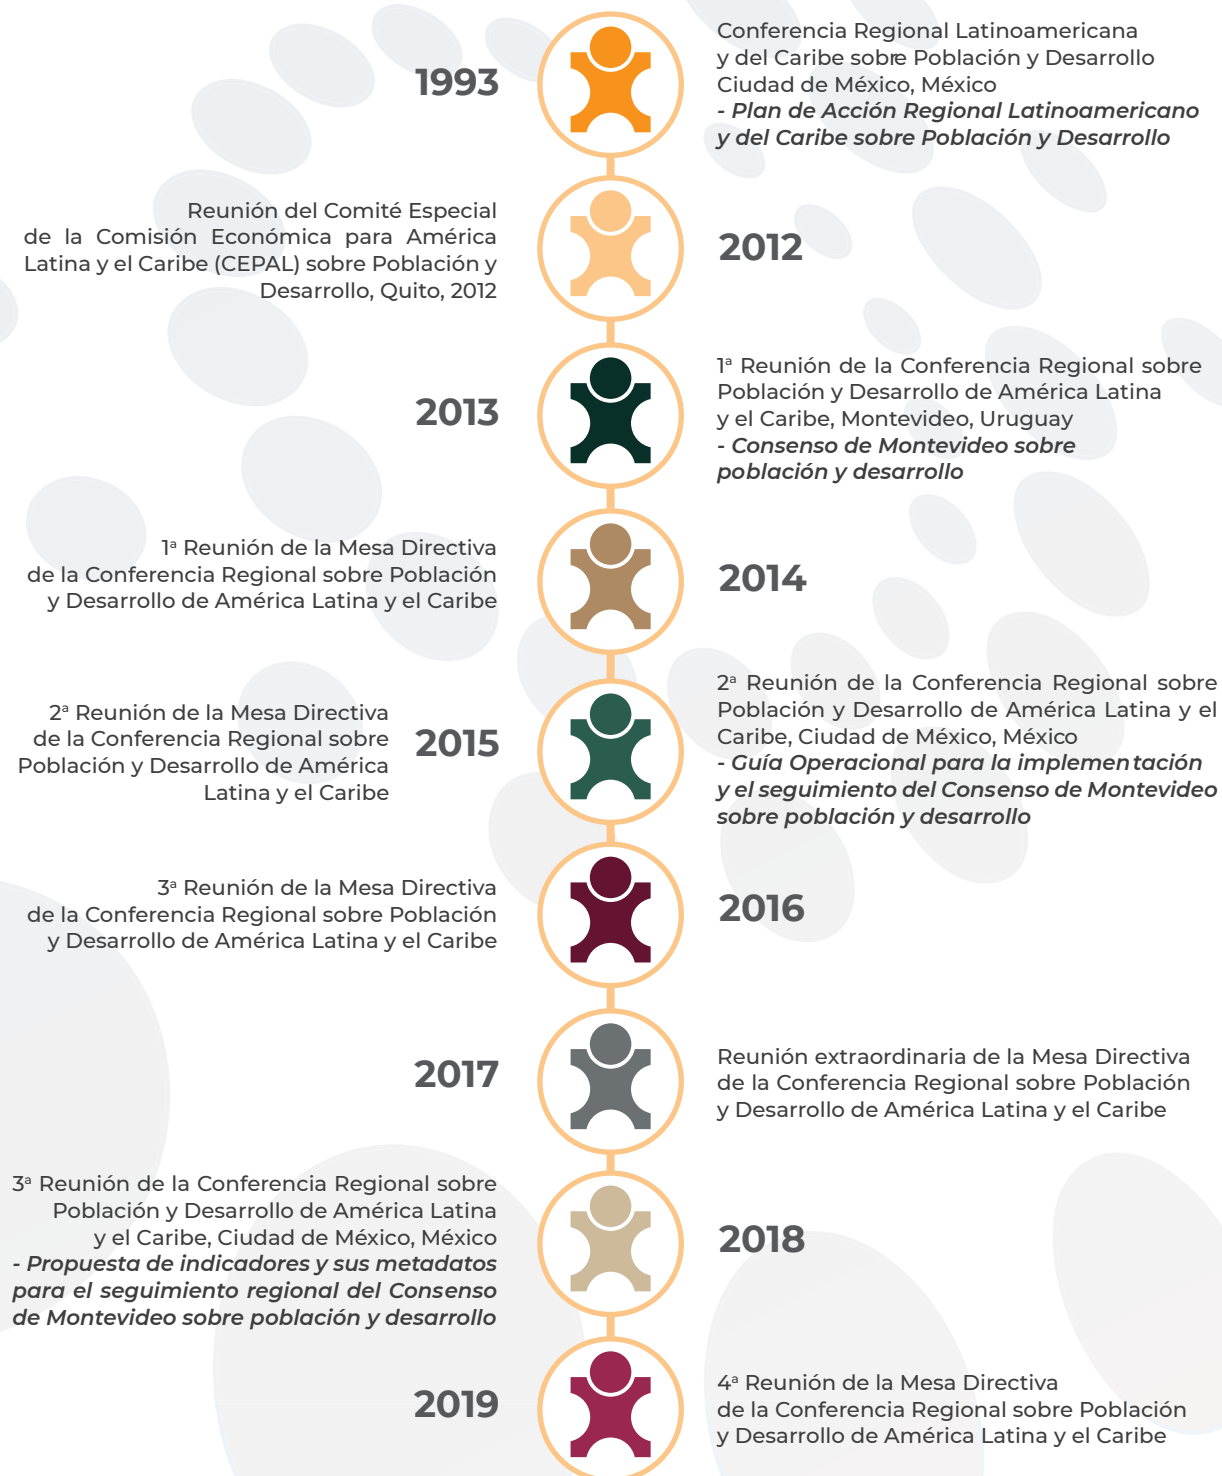 1993
Conferencia Regional Latinoamericana
y del Caribe sobre Población y Desarrollo
Ciudad de México, México
- Plan de Acción Regional Latinoamericano
y del Caribe sobre Población y Desarrollo
Reunión del Comité Especial
de la Comisión Económica para América
Latina y el Caribe (CEPAL) sobre Población y
Desarrollo, Quito, 2012
2012
2013
1ª Reunión de la Conferencia Regional sobre
Población y Desarrollo de América Latina
y el Caribe, Montevideo, Uruguay
- Consenso de Montevideo sobre
población y desarrollo
1ª Reunión de la Mesa Directiva
de la Conferencia Regional sobre Población
y Desarrollo de América Latina y el Caribe
2014
2ª Reunión de la Mesa Directiva
de la Conferencia Regional sobre
Población y Desarrollo de América
Latina y el Caribe
2015
2ª Reunión de la Conferencia Regional sobre
Población y Desarrollo de América Latina y el
Caribe, Ciudad de México, México
- Guía Operacional para la implementación
y el seguimiento del Consenso de Montevideo
sobre población y desarrollo
3ª Reunión de la Mesa Directiva
de la Conferencia Regional sobre Población
y Desarrollo de América Latina y el Caribe
2016
2017
Reunión extraordinaria de la Mesa Directiva
de la Conferencia Regional sobre Población
y Desarrollo de América Latina y el Caribe
3ª Reunión de la Conferencia Regional sobre
Población y Desarrollo de América Latina
y el Caribe, Ciudad de México, México
- Propuesta de indicadores y sus metadatos
para el seguimiento regional del Consenso
de Montevideo sobre población y desarrollo
2018
2019
4ª Reunión de la Mesa Directiva
de la Conferencia Regional sobre Población
y Desarrollo de América Latina y el Caribe